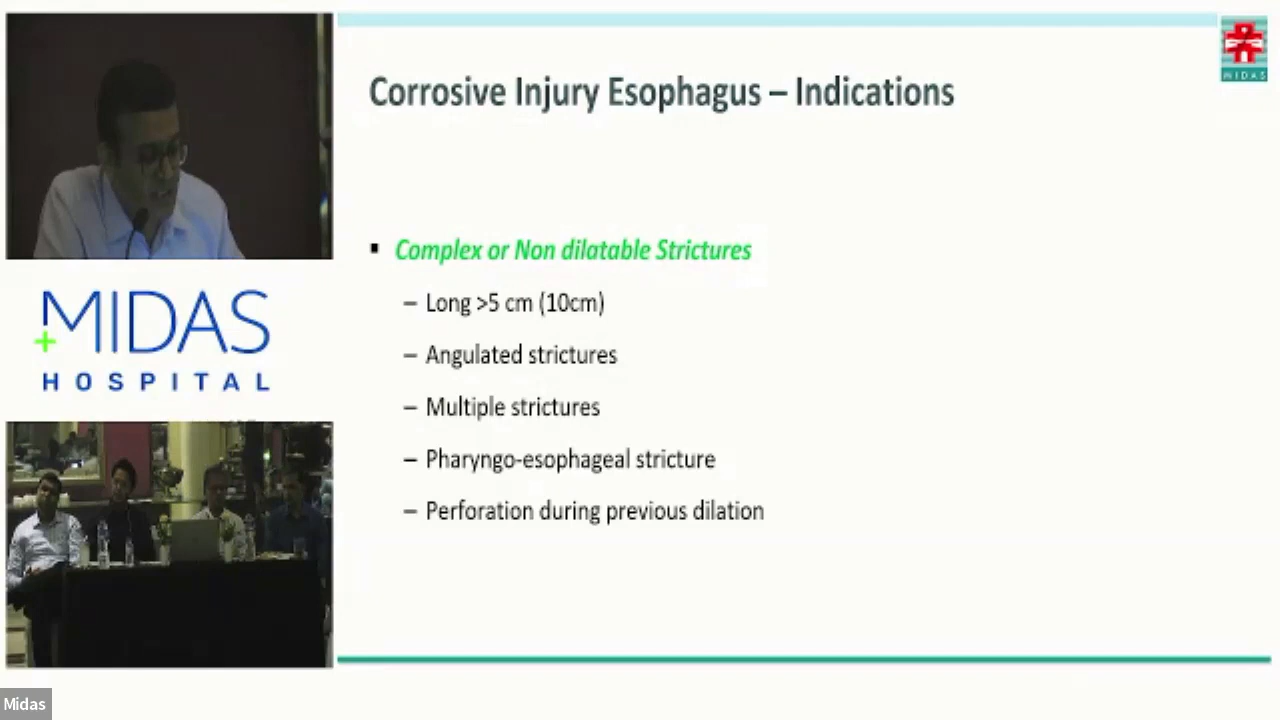 MIDAS
Corrosive Injury Esophagus – Indications
▪ Complex or Non dilatable Strictures
– Long >5 cm (10cm)
– Angulated strictures
– Multiple strictures
– Pharyngo-esophageal stricture
– Perforation during previous dilation
MIDAS
HOSPITAL
Midas